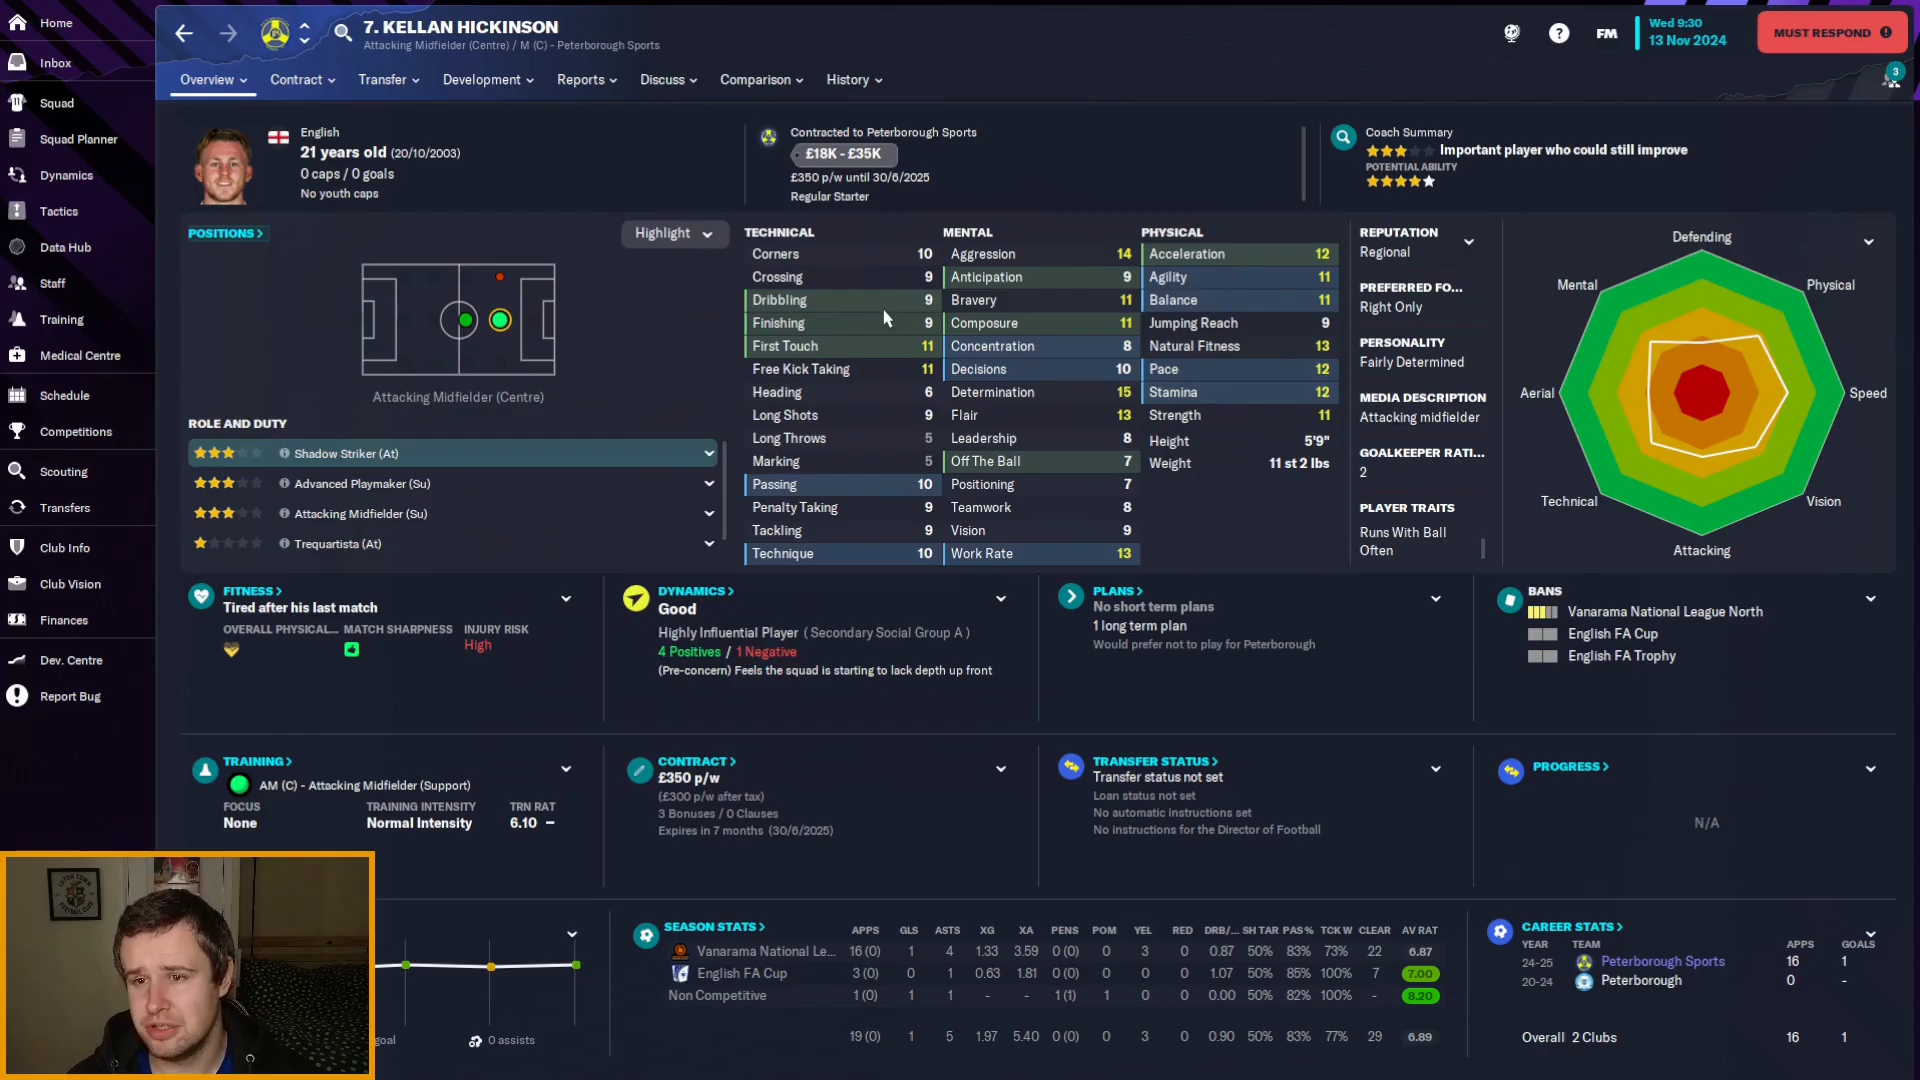 Home
Inbox
Squad
Squad Planner
Dynamics
Tactics
Data Hub
Staff
Training
Medical Centre
Schedule
Competitions
Scouting
Transfers
Club Info
Club Vision
Finances
Dev. Centre
Report Bug
7. KELLAN HICKINSON
Attacking Midfielder (Centre) / M (C) - Peterborough Sports
FM
Wed 9:30
13 Nov 2024
MUST RESPOND
3
Overview
Contract
Transfer
Development
Reports
Discuss
Comparison
History
English
21 years old (20/10/2003)
0 caps / 0 goals
No youth caps
Contracted to Peterborough Sports
£18K - £35K
£350 p/w until 30/6/2025
Regular Starter
Coach Summary
Important player who could still improve
POTENTIAL ABILITY
POSITIONS >
Highlight
Attacking Midfielder (Centre)
ROLE AND DUTY
Shadow Striker (At)
Advanced Playmaker (Su)
Attacking Midfielder (Su)
Trequartista (At)
TECHNICAL
Corners 10
Crossing 9
Dribbling 9
Finishing 9
First Touch 11
Free Kick Taking 11
Heading 6
Long Shots 9
Long Throws 5
Marking 5
Passing 10
Penalty Taking 9
Tackling 9
Technique 10
MENTAL
Aggression 14
Anticipation 9
Bravery 11
Composure 11
Concentration 8
Decisions 10
Determination 15
Flair 13
Leadership 8
Off The Ball 7
Positioning 7
Teamwork 8
Vision 9
Work Rate 13
PHYSICAL
Acceleration 12
Agility 11
Balance 11
Jumping Reach 9
Natural Fitness 13
Pace 12
Stamina 12
Strength 11
Height 5'9"
Weight 11 st 2 lbs
REPUTATION
Regional
PREFERRED FO...
Right Only
PERSONALITY
Fairly Determined
MEDIA DESCRIPTION
Attacking midfielder
GOALKEEPER RATI...
2
PLAYER TRAITS
Runs With Ball
Often
Defending
Mental
Physical
Aerial
Speed
Technical
Vision
Attacking
FITNESS >
Tired after his last match
OVERALL PHYSICAL... MATCH SHARPNESS INJURY RISK
High
DYNAMICS >
Good
Highly Influential Player ( Secondary Social Group A )
4 Positives / 1 Negative
(Pre-concern) Feels the squad is starting to lack depth up front
PLANS >
No short term plans
1 long term plan
Would prefer not to play for Peterborough
BANS
Vanarama National League North
English FA Cup
English FA Trophy
TRAINING >
AM (C) - Attacking Midfielder (Support)
FOCUS TRAINING INTENSITY TRN RAT
None Normal Intensity 6.10 –
CONTRACT >
£350 p/w
(£300 p/w after tax)
3 Bonuses / 0 Clauses
Expires in 7 months (30/6/2025)
TRANSFER STATUS >
Transfer status not set
Loan status not set
No automatic instructions set
No instructions for the Director of Football
PROGRESS >
N/A
goal
0 assists
SEASON STATS >
APPS GLS ASTS XG XA PENS POM YEL RED DRB/... SH TAR PAS % TCK W CLEAR AV RAT
Vanarama National Le... 16 (0) 1 4 1.33 3.59 0 (0) 0 3 0 0.87 50% 83% 73% 22 6.87
English FA Cup 3 (0) 0 1 0.63 1.81 0 (0) 0 0 0 1.07 50% 85% 100% 7 7.00
Non Competitive 1 (0) 1 1 - - 1 (1) 1 0 0 0.00 50% 82% 100% - 8.20
19 (0) 1 5 1.97 5.40 0 (0) 0 3 0 0.90 50% 83% 77% 29 6.89
CAREER STATS >
YEAR TEAM APPS GOALS
24-25 Peterborough Sports 16 1
20-24 Peterborough 0 -
Overall 2 Clubs 16 1